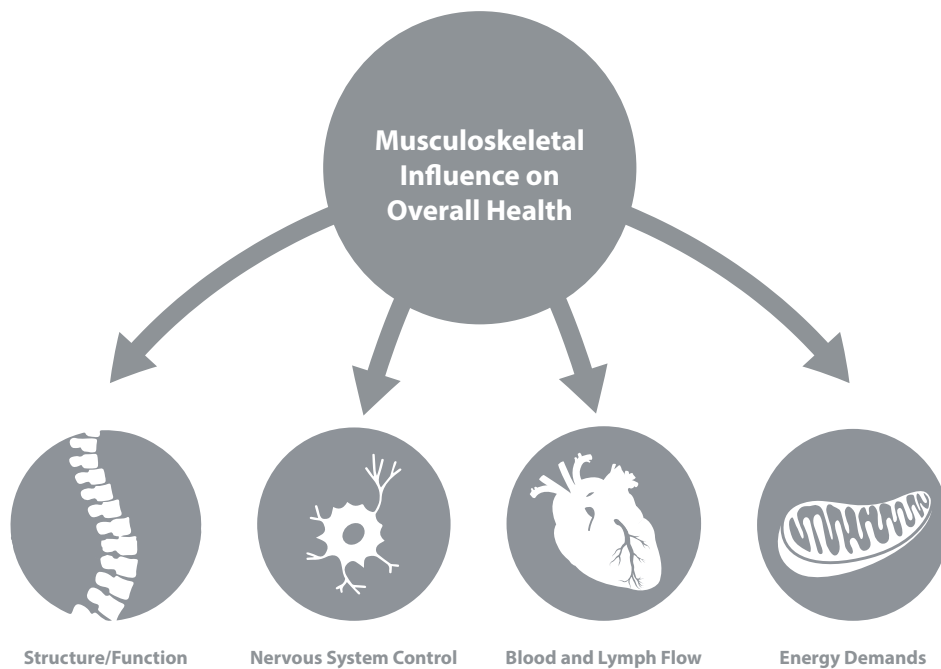 Musculoskeletal
Influence on
Overall Health
Structure/Function
Nervous System Control
Blood and Lymph Flow
Energy Demands